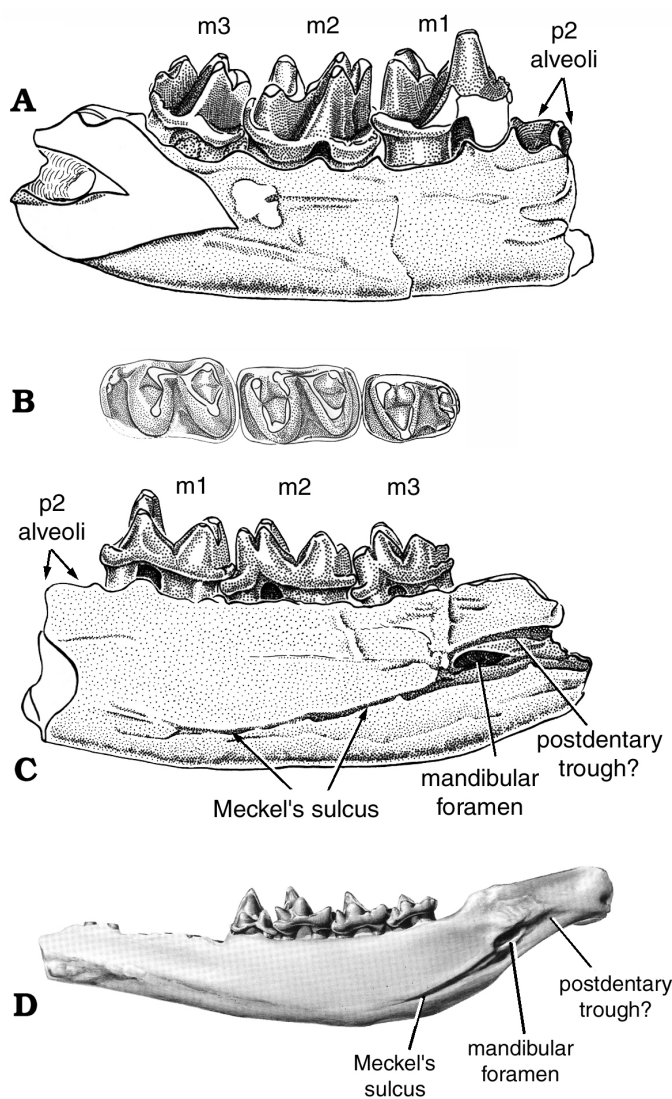 m3 m2 m1 p2
alveoli
A
B
p2
alveoli
m1 m2 m3
C
postdentary
trough?
mandibular
foramen
Meckel's sulcus
D
postdentary
trough?
mandibular
foramen
Meckel's
sulcus